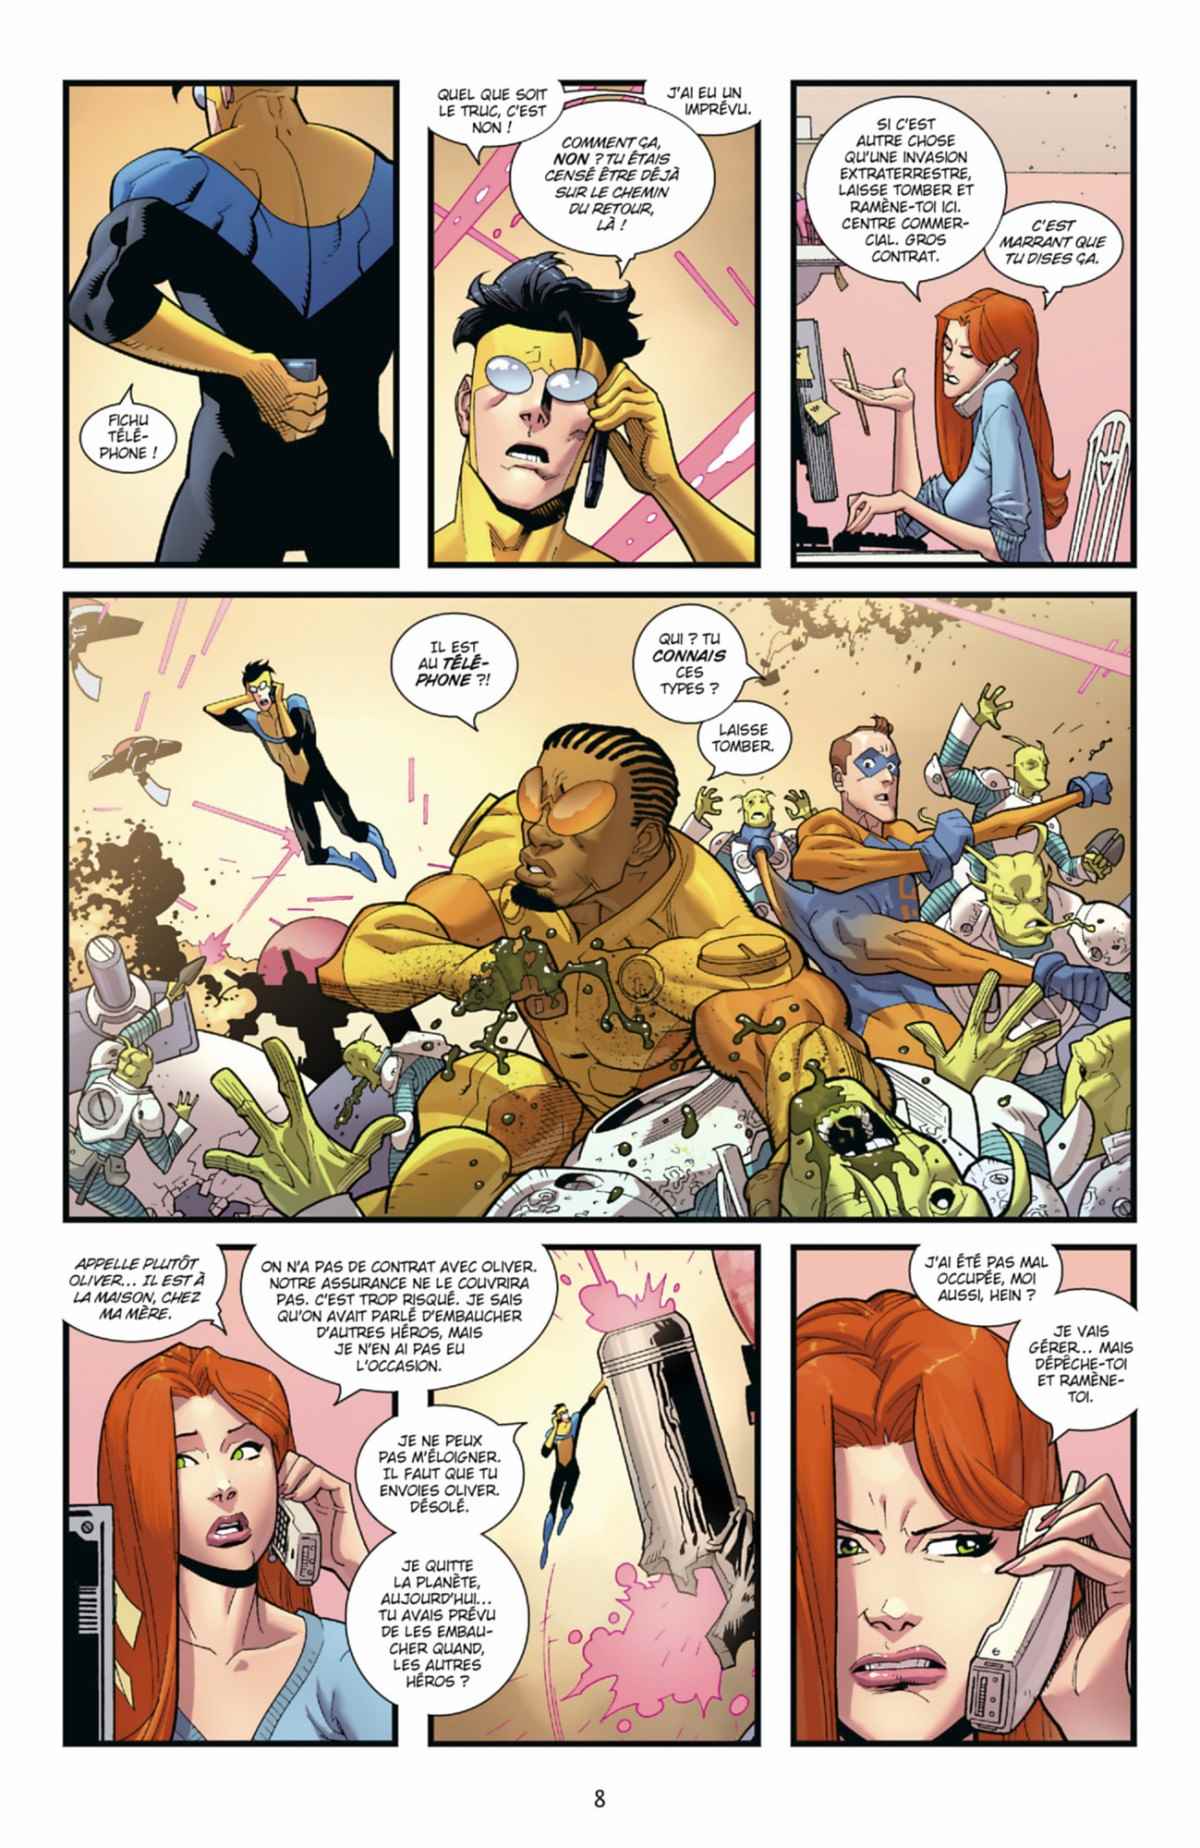 FICHU
TÉLÉ-
PHONE !
QUEL QUE SOIT
LE TRUC, C'EST
NON !
J'AI EU UN
IMPRÉVU.
COMMENT ÇA,
NON ? TU ÉTAIS
CENSÉ ÊTRE DÉJÀ
SUR LE CHEMIN
DU RETOUR,
LÀ !
SI C'EST
AUTRE CHOSE
QU'UNE INVASION
EXTRATERRESTRE,
LAISSE TOMBER ET
RAMÈNE-TOI ICI.
CENTRE COMMER-
CIAL. GROS
CONTRAT.
C'EST
MARRANT QUE
TU DISES ÇA.
IL EST
AU TÉLÉ-
PHONE ?!
QUI ? TU
CONNAIS
CES
TYPES ?
LAISSE
TOMBER.
APPELLE PLUTÔT
OLIVER... IL EST À
LA MAISON, CHEZ
MA MÈRE.
ON N'A PAS DE CONTRAT AVEC OLIVER.
NOTRE ASSURANCE NE LE COUVRIRA
PAS. C'EST TROP RISQUÉ. JE SAIS
QU'ON AVAIT PARLÉ D'EMBAUCHER
D'AUTRES HÉROS, MAIS
JE N'EN AI PAS EU
L'OCCASION.
JE NE PEUX
PAS M'ÉLOIGNER.
IL FAUT QUE TU
ENVOIES OLIVER.
DÉSOLÉ.
JE QUITTE
LA PLANÈTE,
AUJOURD'HUI...
TU AVAIS PRÉVU
DE LES EMBAU-
CHER QUAND,
LES AUTRES
HÉROS ?
J'AI ÉTÉ PAS MAL
OCCUPÉE, MOI
AUSSI, HEIN ?
JE VAIS
GÉRER... MAIS
DÉPÊCHE-TOI
ET RAMÈNE-
TOI.
8